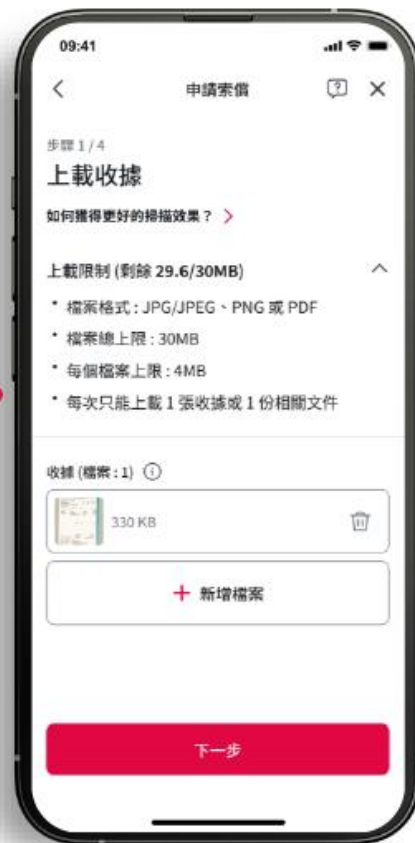 09:41
申請索償
步驟 1 / 4
上載收據
如何獲得更好的掃描效果？
上載限制 (剩餘 29.6/30MB)
• 檔案格式 : JPG/JPEG、PNG 或 PDF
• 檔案總上限 : 30MB
• 每個檔案上限 : 4MB
• 每次只能上載 1 張收據或 1 份相關文件
收據 (檔案 : 1)
330 KB
+ 新增檔案
下一步